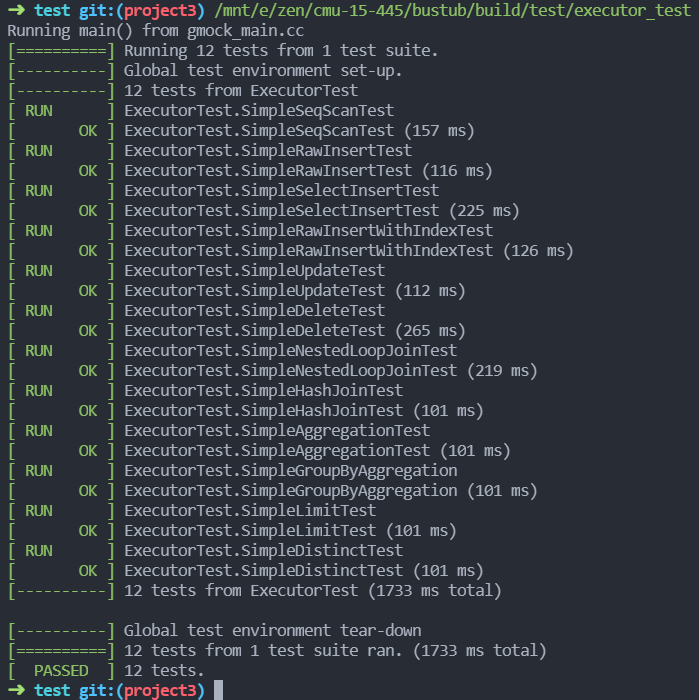 ➜ test git:(project3) /mnt/e/zen/cmu-15-445/bustub/build/test/executor_test
Running main() from gmock_main.cc
[==========] Running 12 tests from 1 test suite.
[----------] Global test environment set-up.
[----------] 12 tests from ExecutorTest
[ RUN      ] ExecutorTest.SimpleSeqScanTest
[       OK ] ExecutorTest.SimpleSeqScanTest (157 ms)
[ RUN      ] ExecutorTest.SimpleRawInsertTest
[       OK ] ExecutorTest.SimpleRawInsertTest (116 ms)
[ RUN      ] ExecutorTest.SimpleSelectInsertTest
[       OK ] ExecutorTest.SimpleSelectInsertTest (225 ms)
[ RUN      ] ExecutorTest.SimpleRawInsertWithIndexTest
[       OK ] ExecutorTest.SimpleRawInsertWithIndexTest (126 ms)
[ RUN      ] ExecutorTest.SimpleUpdateTest
[       OK ] ExecutorTest.SimpleUpdateTest (112 ms)
[ RUN      ] ExecutorTest.SimpleDeleteTest
[       OK ] ExecutorTest.SimpleDeleteTest (265 ms)
[ RUN      ] ExecutorTest.SimpleNestedLoopJoinTest
[       OK ] ExecutorTest.SimpleNestedLoopJoinTest (219 ms)
[ RUN      ] ExecutorTest.SimpleHashJoinTest
[       OK ] ExecutorTest.SimpleHashJoinTest (101 ms)
[ RUN      ] ExecutorTest.SimpleAggregationTest
[       OK ] ExecutorTest.SimpleAggregationTest (101 ms)
[ RUN      ] ExecutorTest.SimpleGroupByAggregation
[       OK ] ExecutorTest.SimpleGroupByAggregation (101 ms)
[ RUN      ] ExecutorTest.SimpleLimitTest
[       OK ] ExecutorTest.SimpleLimitTest (101 ms)
[ RUN      ] ExecutorTest.SimpleDistinctTest
[       OK ] ExecutorTest.SimpleDistinctTest (101 ms)
[----------] 12 tests from ExecutorTest (1733 ms total)

[----------] Global test environment tear-down
[==========] 12 tests from 1 test suite ran. (1733 ms total)
[  PASSED  ] 12 tests.
➜ test git:(project3)